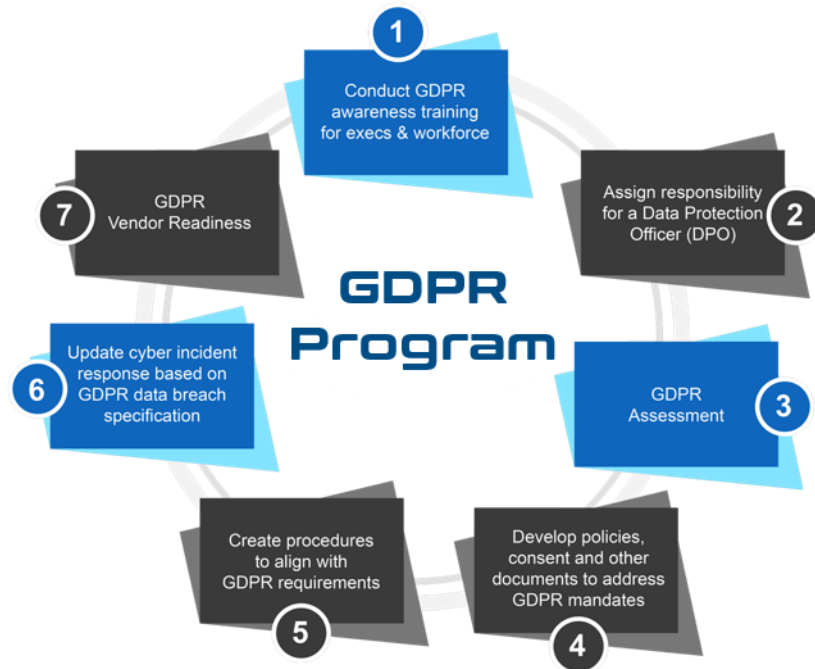 1
Conduct GDPR
awareness training
for execs & workforce
2
Assign responsibility
for a Data Protection
Officer (DPO)
3
GDPR
Assessment
4
Develop policies,
consent and other
documents to address
GDPR mandates
5
Create procedures
to align with
GDPR requirements
6
Update cyber incident
response based on
GDPR data breach
specification
7
GDPR
Vendor Readiness
GDPR
Program